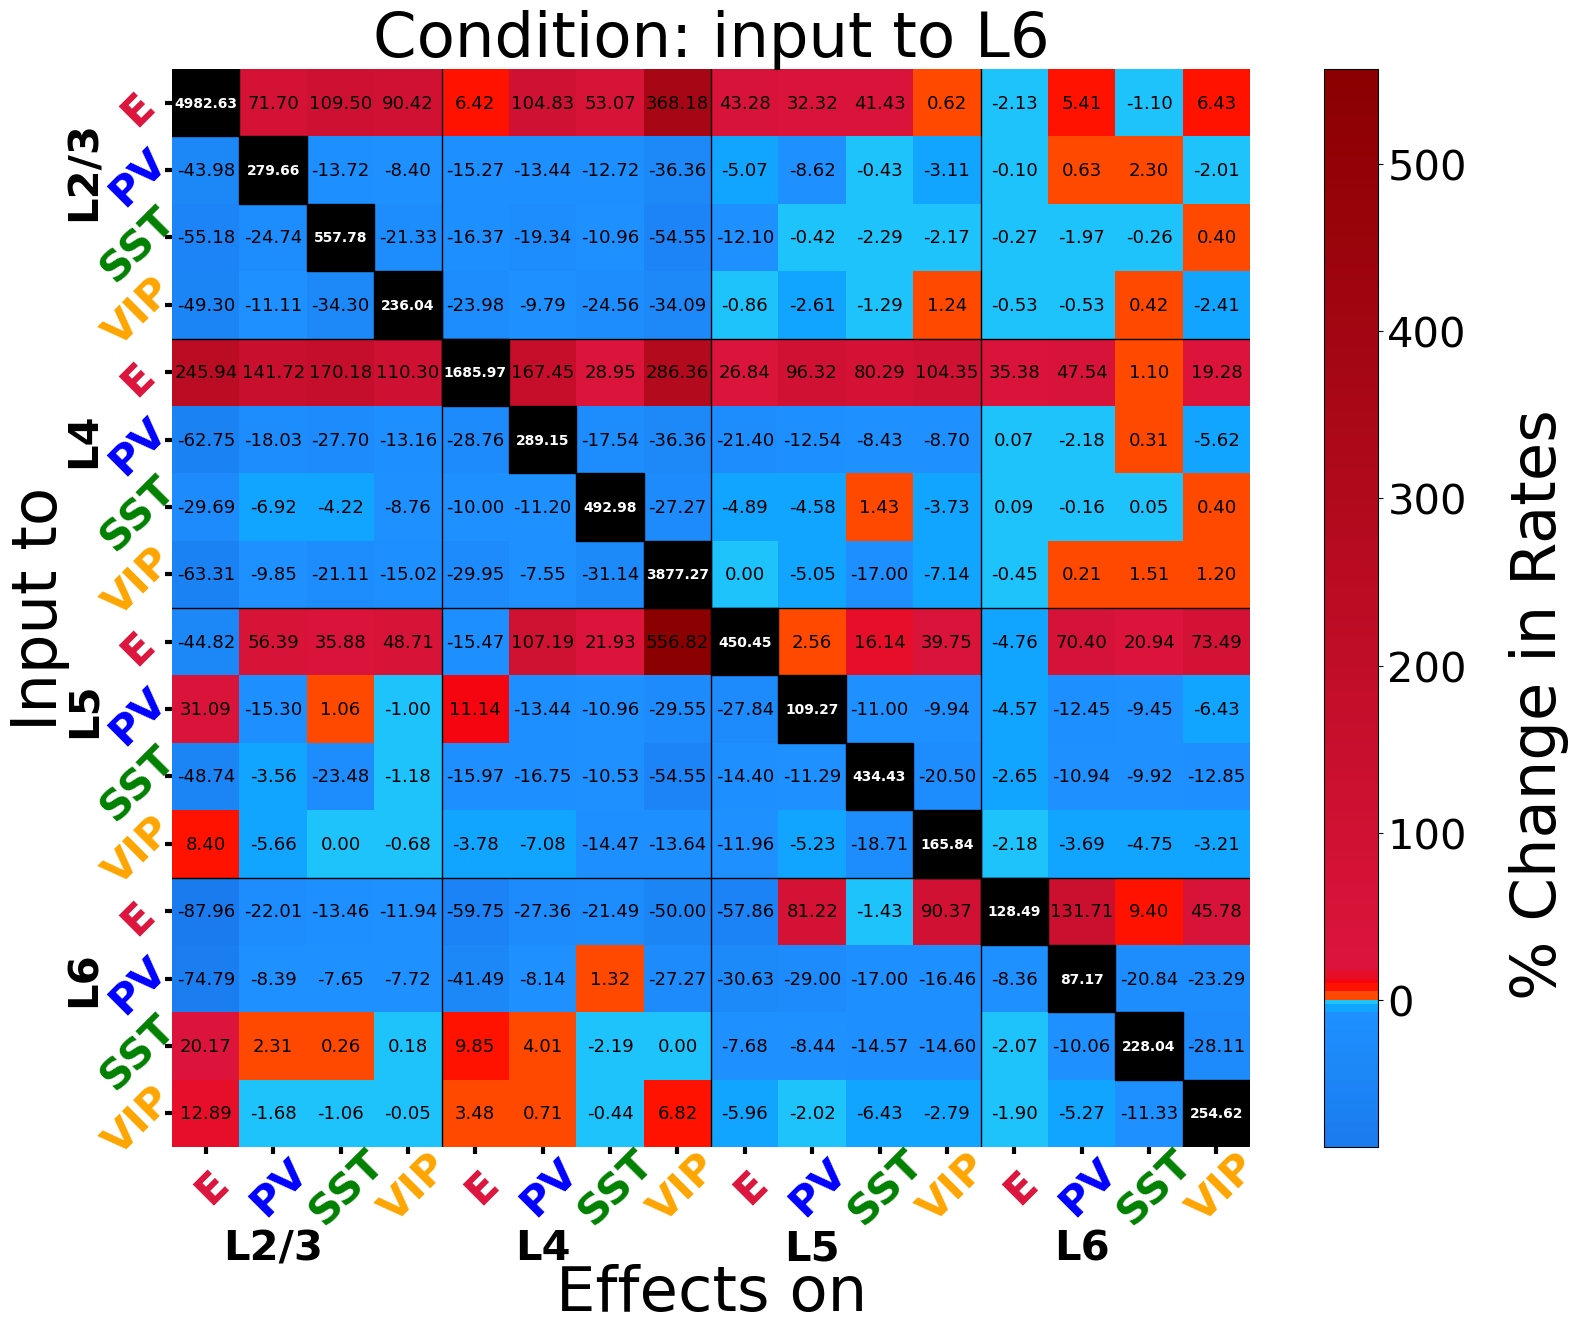 Condition: input to L6
Input to
L2/3
E 4982.63 71.70 109.50 90.42 6.42 104.83 53.07 368.18 43.28 32.32 41.43 0.62 -2.13 5.41 -1.10 6.43
PV -43.98 279.66 -13.72 -8.40 -15.27 -13.44 -12.72 -36.36 -5.07 -8.62 -0.43 -3.11 -0.10 0.63 2.30 -2.01
SST -55.18 -24.74 557.78 -21.33 -16.37 -19.34 -10.96 -54.55 -12.10 -0.42 -2.29 -2.17 -0.27 -1.97 -0.26 0.40
VIP -49.30 -11.11 -34.30 236.04 -23.98 -9.79 -24.56 -34.09 -0.86 -2.61 -1.29 1.24 -0.53 -0.53 0.42 -2.41
L4
E 245.94 141.72 170.18 110.30 1685.97 167.45 28.95 286.36 26.84 96.32 80.29 104.35 35.38 47.54 1.10 19.28
PV -62.75 -18.03 -27.70 -13.16 -28.76 289.15 -17.54 -36.36 -21.40 -12.54 -8.43 -8.70 0.07 -2.18 0.31 -5.62
SST -29.69 -6.92 -4.22 -8.76 -10.00 -11.20 492.98 -27.27 -4.89 -4.58 1.43 -3.73 0.09 -0.16 0.05 0.40
VIP -63.31 -9.85 -21.11 -15.02 -29.95 -7.55 -31.14 3877.27 0.00 -5.05 -17.00 -7.14 -0.45 0.21 1.51 1.20
L5
E -44.82 56.39 35.88 48.71 -15.47 107.19 21.93 556.82 450.45 2.56 16.14 39.75 -4.76 70.40 20.94 73.49
PV 31.09 -15.30 1.06 -1.00 11.14 -13.44 -10.96 -29.55 -27.84 109.27 -11.00 -9.94 -4.57 -12.45 -9.45 -6.43
SST -48.74 -3.56 -23.48 -1.18 -15.97 -16.75 -10.53 -54.55 -14.40 -11.29 434.43 -20.50 -2.65 -10.94 -9.92 -12.85
VIP 8.40 -5.66 0.00 -0.68 -3.78 -7.08 -14.47 -13.64 -11.96 -5.23 -18.71 165.84 -2.18 -3.69 -4.75 -3.21
L6
E -87.96 -22.01 -13.46 -11.94 -59.75 -27.36 -21.49 -50.00 -57.86 81.22 -1.43 90.37 128.49 131.71 9.40 45.78
PV -74.79 -8.39 -7.65 -7.72 -41.49 -8.14 1.32 -27.27 -30.63 -29.00 -17.00 -16.46 -8.36 87.17 -20.84 -23.29
SST 20.17 2.31 0.26 0.18 9.85 4.01 -2.19 0.00 -7.68 -8.44 -14.57 -14.60 -2.07 -10.06 228.04 -28.11
VIP 12.89 -1.68 -1.06 -0.05 3.48 0.71 -0.44 6.82 -5.96 -2.02 -6.43 -2.79 -1.90 -5.27 -11.33 254.62
E PV SST VIP E PV SST VIP E PV SST VIP E PV SST VIP
L2/3 L4 L5 L6
Effects on
500
400
300
200
100
0
% Change in Rates